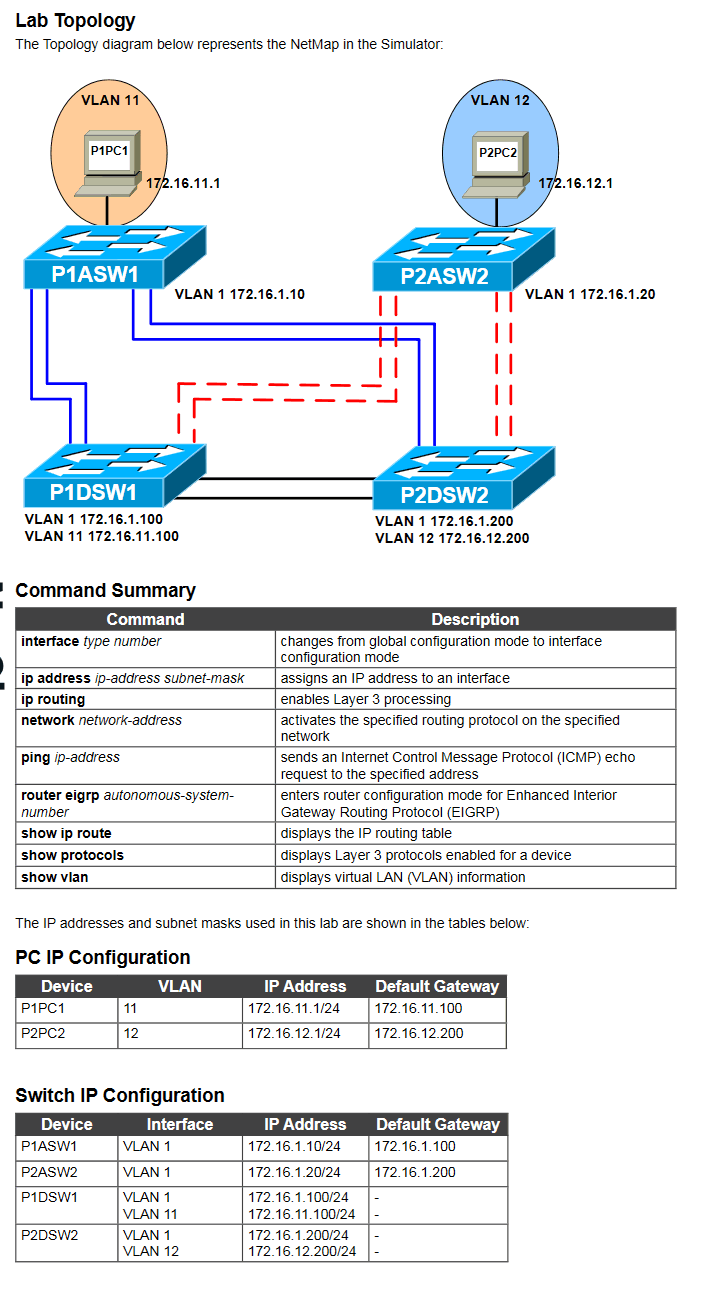 Lab Topology
The Topology diagram below represents the NetMap in the Simulator:
VLAN 11
VLAN 12
P1PC1
P2PC2
172.16.11.1
172.16.12.1
P1ASW1
P2ASW2
VLAN 1 172.16.1.10
VLAN 1 172.16.1.20
P1DSW1
P2DSW2
VLAN 1 172.16.1.100
VLAN 11 172.16.11.100
VLAN 1 172.16.1.200
VLAN 12 172.16.12.200
Command Summary
Command Description
interface type number changes from global configuration mode to interface
configuration mode
ip address ip-address subnet-mask assigns an IP address to an interface
ip routing enables Layer 3 processing
network network-address activates the specified routing protocol on the specified
network
ping ip-address sends an Internet Control Message Protocol (ICMP) echo
request to the specified address
router eigrp autonomous-system- enters router configuration mode for Enhanced Interior
number Gateway Routing Protocol (EIGRP)
show ip route displays the IP routing table
show protocols displays Layer 3 protocols enabled for a device
show vlan displays virtual LAN (VLAN) information
The IP addresses and subnet masks used in this lab are shown in the tables below:
PC IP Configuration
Device VLAN IP Address Default Gateway
P1PC1 11 172.16.11.1/24 172.16.11.100
P2PC2 12 172.16.12.1/24 172.16.12.200
Switch IP Configuration
Device Interface IP Address Default Gateway
P1ASW1 VLAN 1 172.16.1.10/24 172.16.1.100
P2ASW2 VLAN 1 172.16.1.20/24 172.16.1.200
P1DSW1 VLAN 1 172.16.1.100/24 -
VLAN 11 172.16.11.100/24 -
P2DSW2 VLAN 1 172.16.1.200/24 -
VLAN 12 172.16.12.200/24 -